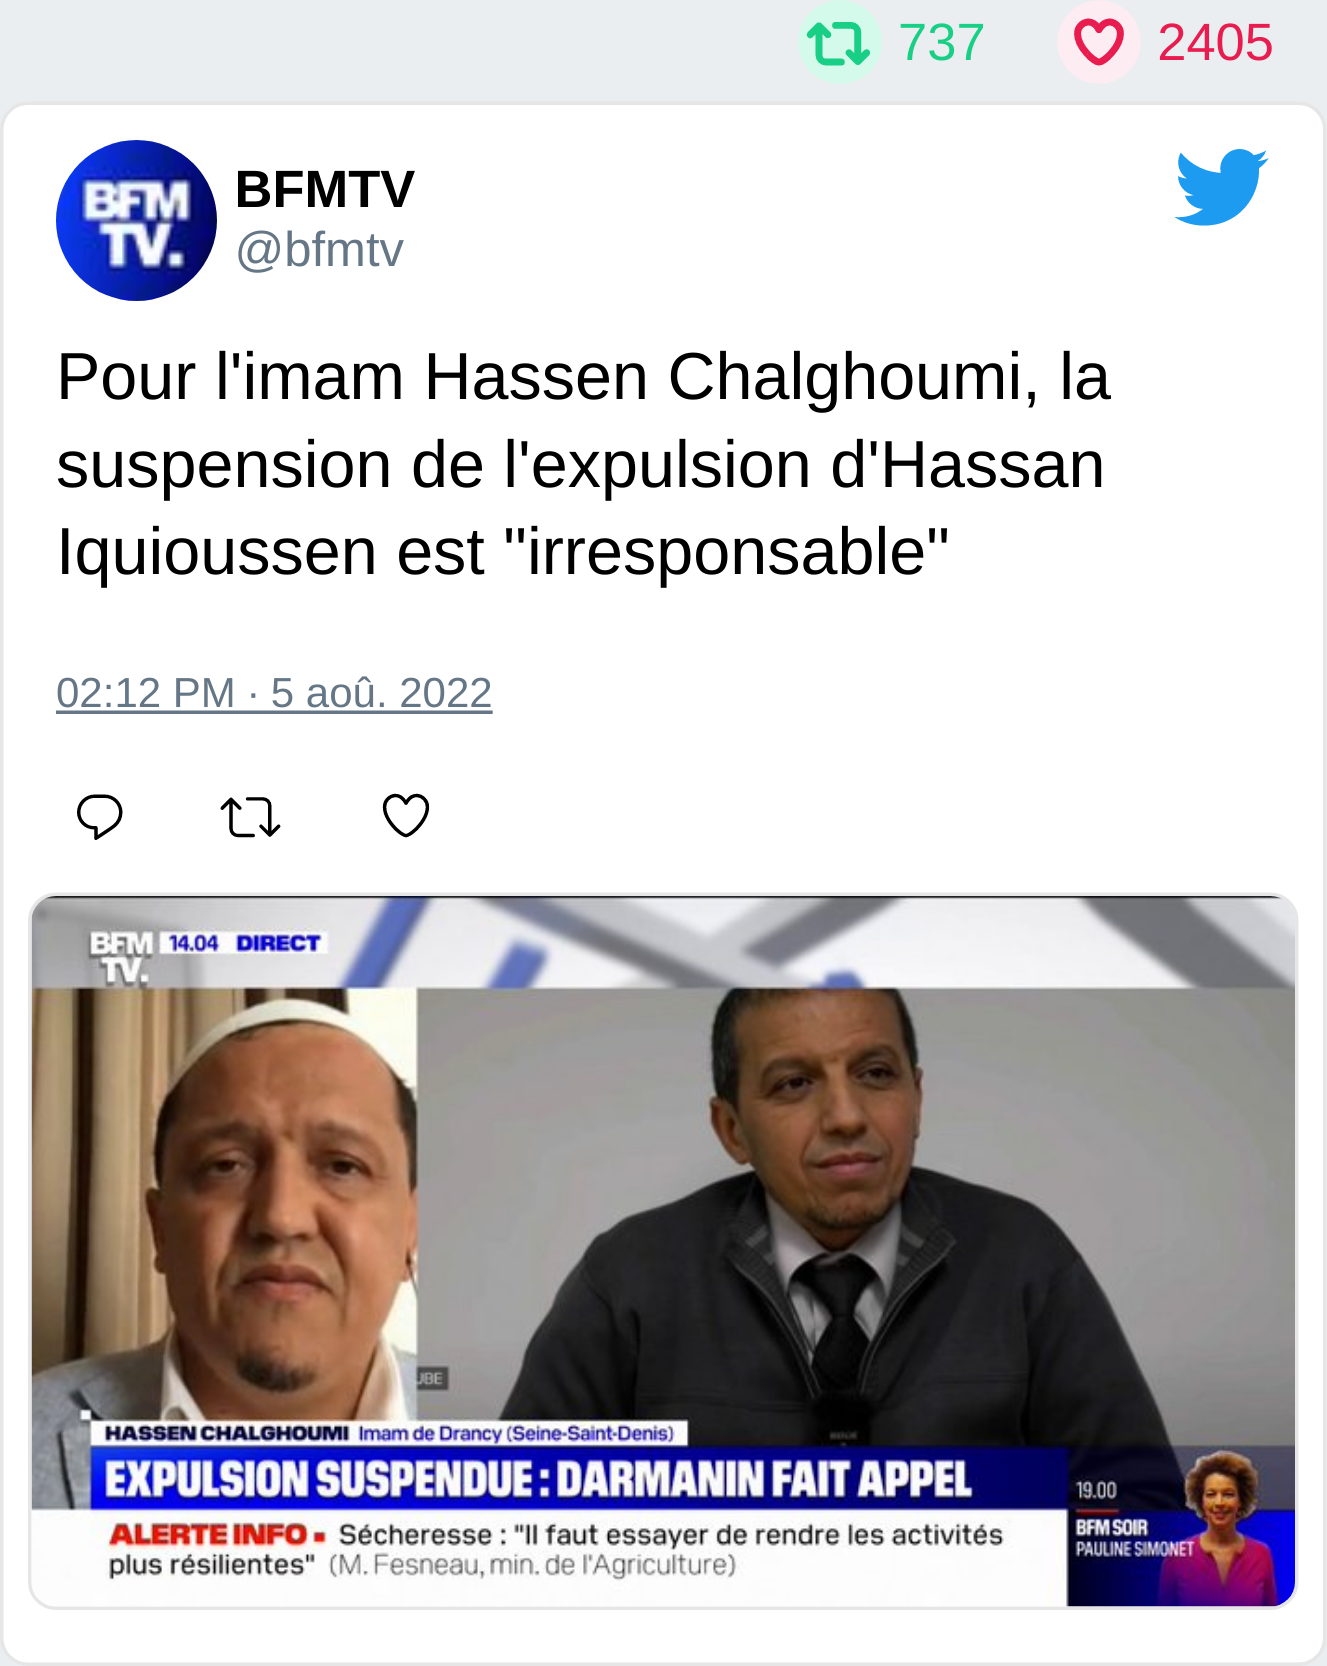 737 2405
BFM
TV.
BFMTV
@bfmtv
Pour l'imam Hassen Chalghoumi, la
suspension de l'expulsion d'Hassan
Iquioussen est "irresponsable"
02:12 PM · 5 aoû. 2022
BFM 14.04 DIRECT
TV.
UBE
HASSEN CHALGHOUMI Imam de Drancy (Seine-Saint-Denis)
EXPULSION SUSPENDUE : DARMANIN FAIT APPEL
19.00
BFM SOIR
PAULINE SIMONET
ALERTE INFO ▪ Sécheresse : "Il faut essayer de rendre les activités
plus résilientes" (M. Fesneau, min. de l'Agriculture)